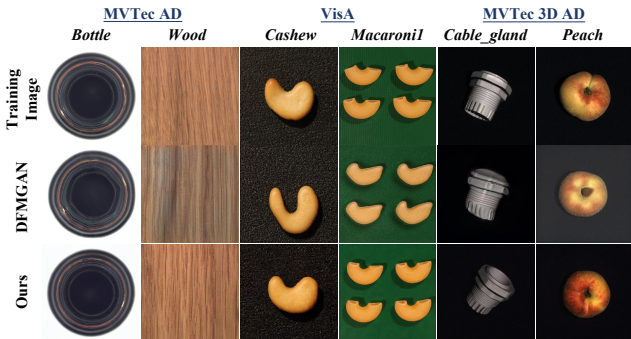 MVTec AD VisA MVTec 3D AD
Bottle Wood Cashew Macaroni1 Cable_gland Peach
Training
Image
DFMGAN
Ours